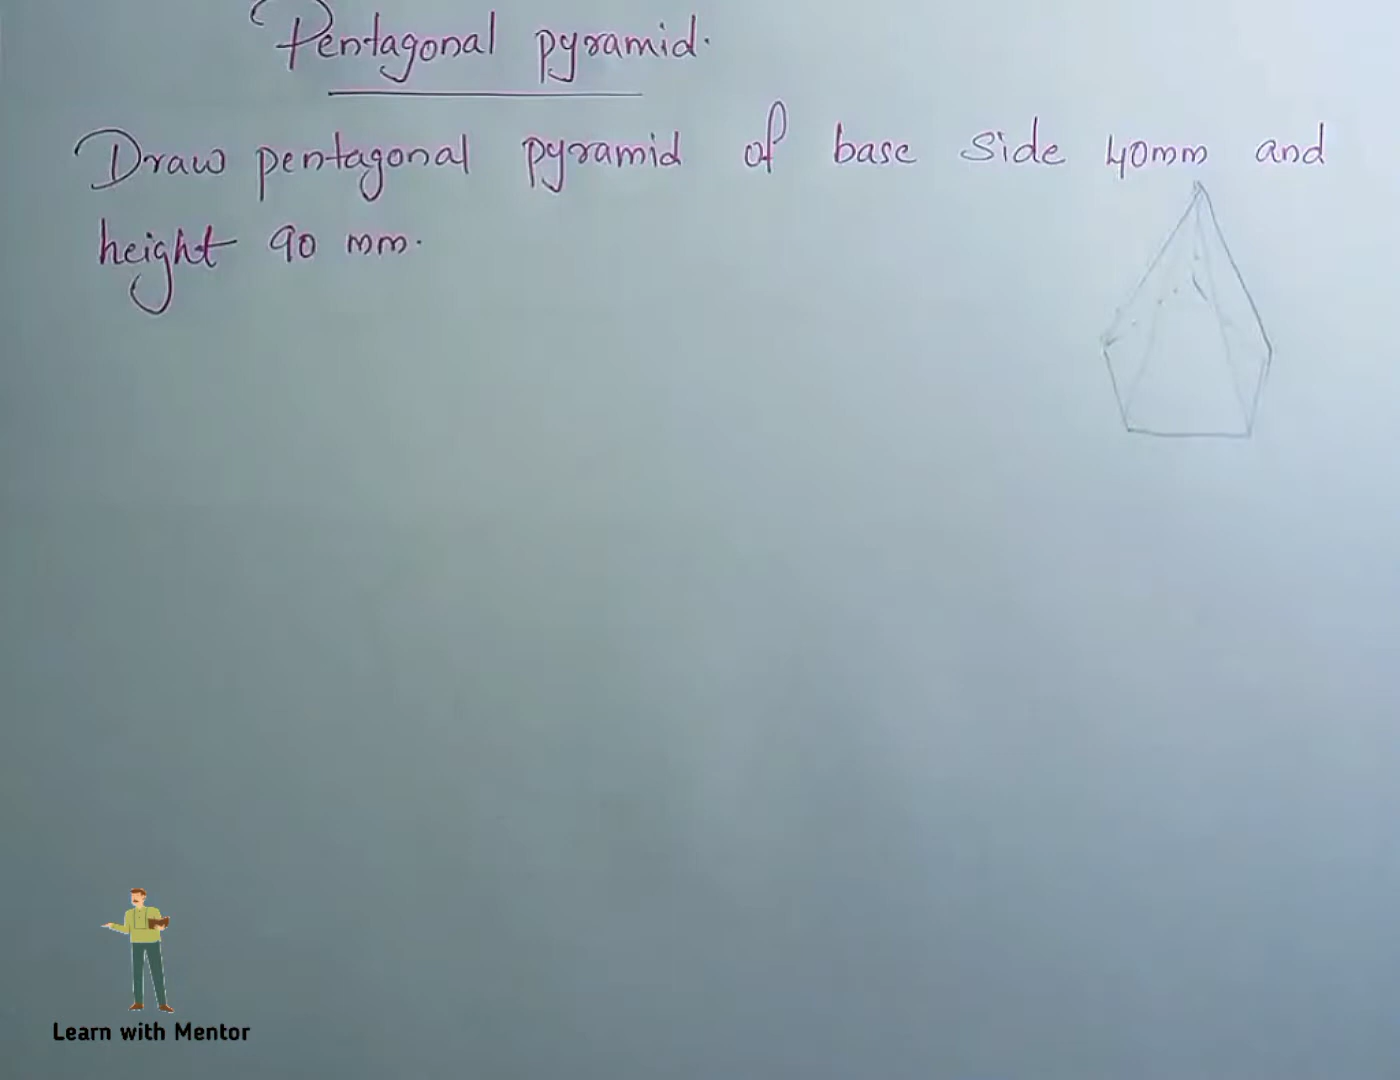 Pentagonal pyramid.
Draw pentagonal pyramid of base side 40mm and
height 90 mm.
Learn with Mentor